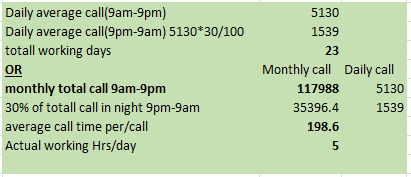 Daily average call(9am-9pm) 5130
Daily average call(9pm-9am) 5130*30/100 1539
totall working days 23
OR Monthly call Daily call
monthly total call 9am-9pm 117988 5130
30% of totall call in night 9pm-9am 35396.4 1539
average call time per/call 198.6
Actual working Hrs/day 5